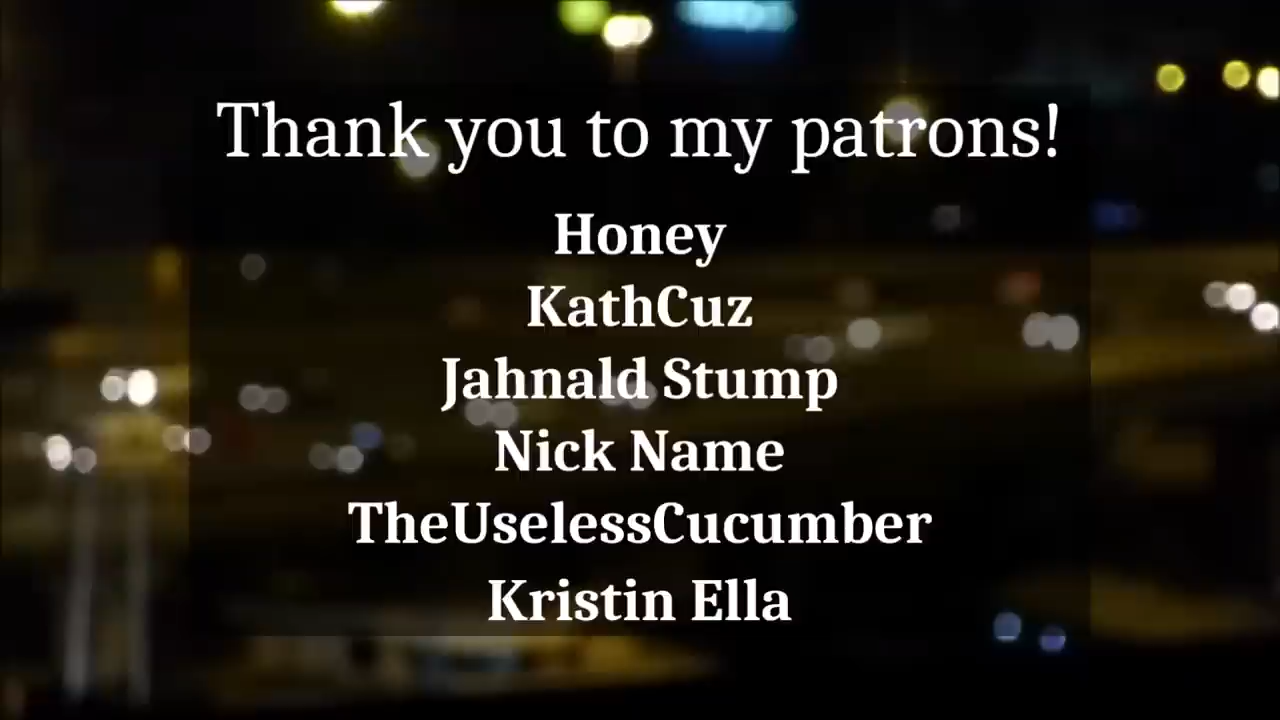 Thank you to my patrons!
Honey
KathCuz
Jahnald Stump
Nick Name
TheUselessCucumber
Kristin Ella